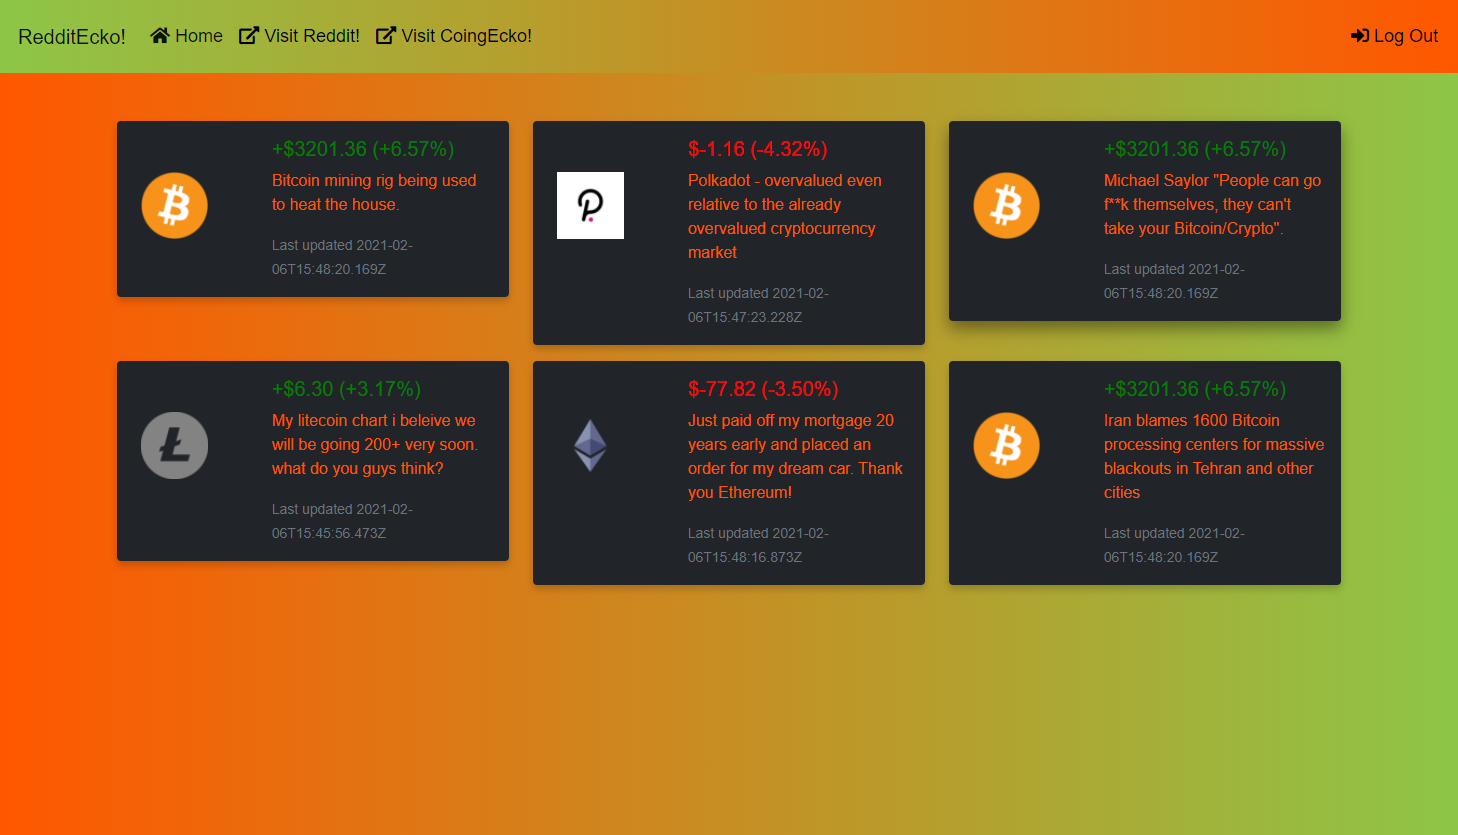 RedditEcko! Home Visit Reddit! Visit CoingEcko! Log Out
+$3201.36 (+6.57%)
Bitcoin mining rig being used
to heat the house.
Last updated 2021-02-
06T15:48:20.169Z
$-1.16 (-4.32%)
Polkadot - overvalued even
relative to the already
overvalued cryptocurrency
market
Last updated 2021-02-
06T15:47:23.228Z
+$3201.36 (+6.57%)
Michael Saylor "People can go
f**k themselves, they can't
take your Bitcoin/Crypto".
Last updated 2021-02-
06T15:48:20.169Z
+$6.30 (+3.17%)
My litecoin chart i beleive we
will be going 200+ very soon.
what do you guys think?
Last updated 2021-02-
06T15:45:56.473Z
$-77.82 (-3.50%)
Just paid off my mortgage 20
years early and placed an
order for my dream car. Thank
you Ethereum!
Last updated 2021-02-
06T15:48:16.873Z
+$3201.36 (+6.57%)
Iran blames 1600 Bitcoin
processing centers for massive
blackouts in Tehran and other
cities
Last updated 2021-02-
06T15:48:20.169Z